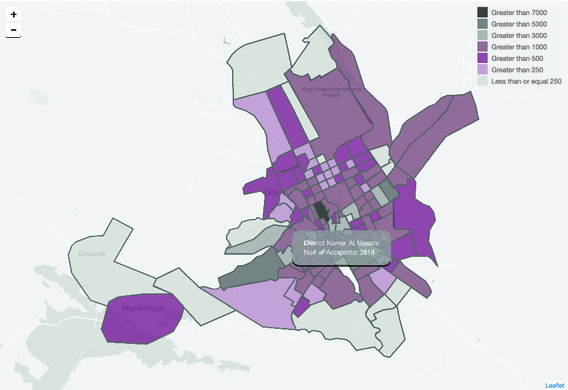 +
−
Greater than 7000
Greater than 5000
Greater than 3000
Greater than 1000
Greater than 500
Greater than 250
Less than or equal 250
King Khalid International
Airport
District Name: Al Masani
No# of Accidents: 3816
Muzahmiyya
Leaflet